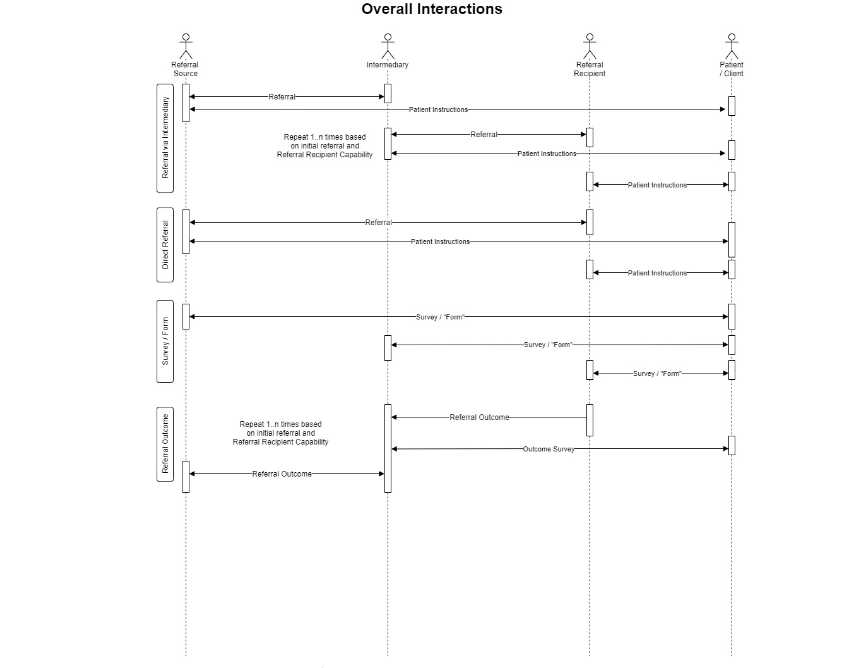 Overall Interactions
Referral
Source
Intermediary
Referral
Recipient
Patient
/ Client
Referral via Intermediary
Referral
Patient Instructions
Repeat 1..n times based
on initial referral and
Referral Recipient Capability
Referral
Patient Instructions
Patient Instructions
Direct Referral
Referral
Patient Instructions
Patient Instructions
Survey / Form
Survey / "Form"
Survey / "Form"
Survey / "Form"
Referral Outcome
Repeat 1..n times based
on initial referral and
Referral Recipient Capability
Referral Outcome
Outcome Survey
Referral Outcome